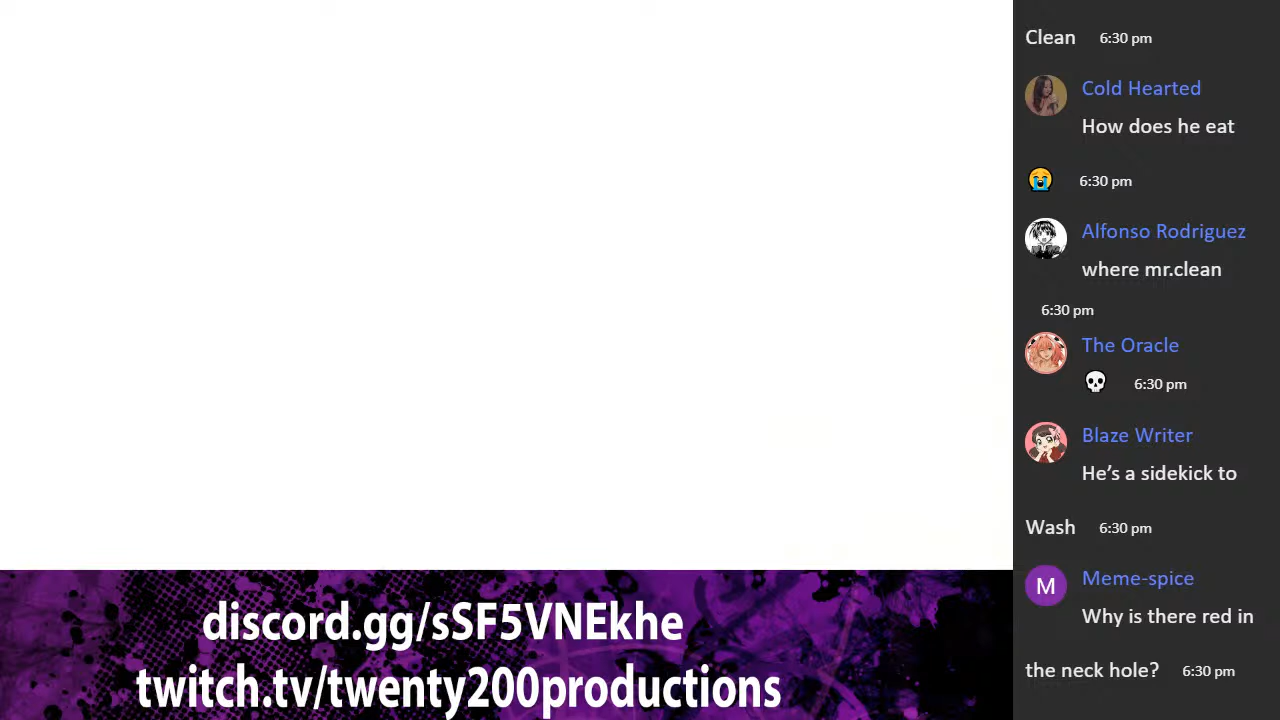 Clean 6:30 pm
Cold Hearted
How does he eat
😭 6:30 pm
Alfonso Rodriguez
where mr.clean
6:30 pm
The Oracle
💀 6:30 pm
Blaze Writer
He’s a sidekick to
Wash 6:30 pm
M Meme-spice
Why is there red in
the neck hole? 6:30 pm
discord.gg/sSF5VNEkhe
twitch.tv/twenty200productions